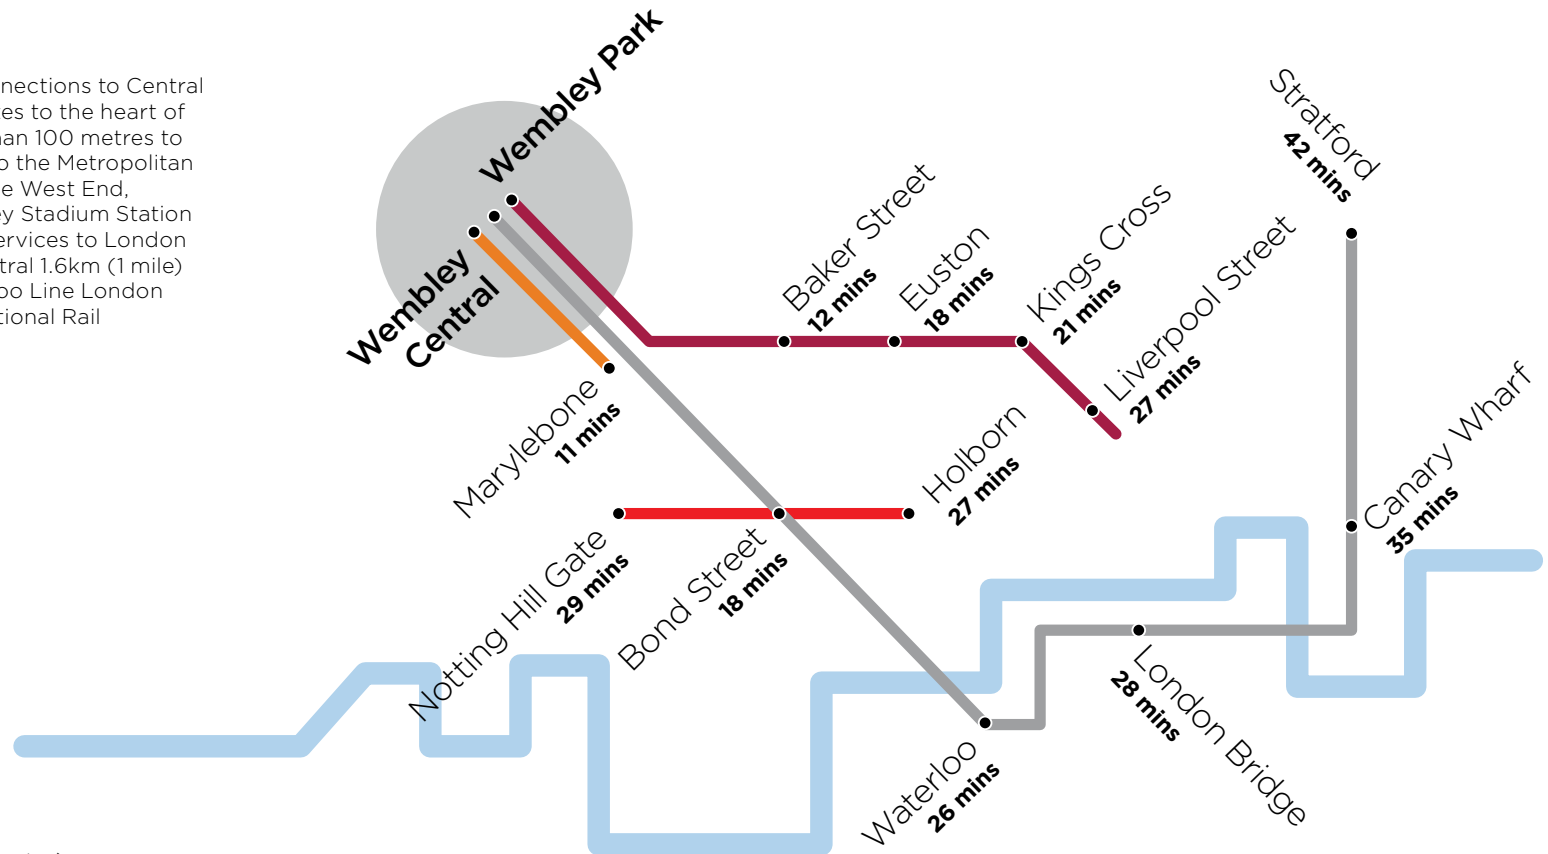 nnections to Central
tes to the heart of
an 100 metres to
o the Metropolitan
e West End,
ey Stadium Station
ervices to London
tral 1.6km (1 mile)
oo Line London
tional Rail
Wembley Park
Wembley
Central
Marylebone
11 mins
Baker Street
12 mins
Euston
18 mins
Kings Cross
21 mins
Liverpool Street
27 mins
Stratford
42 mins
Notting Hill Gate
29 mins
Bond Street
18 mins
Holborn
27 mins
Canary Wharf
35 mins
London Bridge
28 mins
Waterloo
26 mins